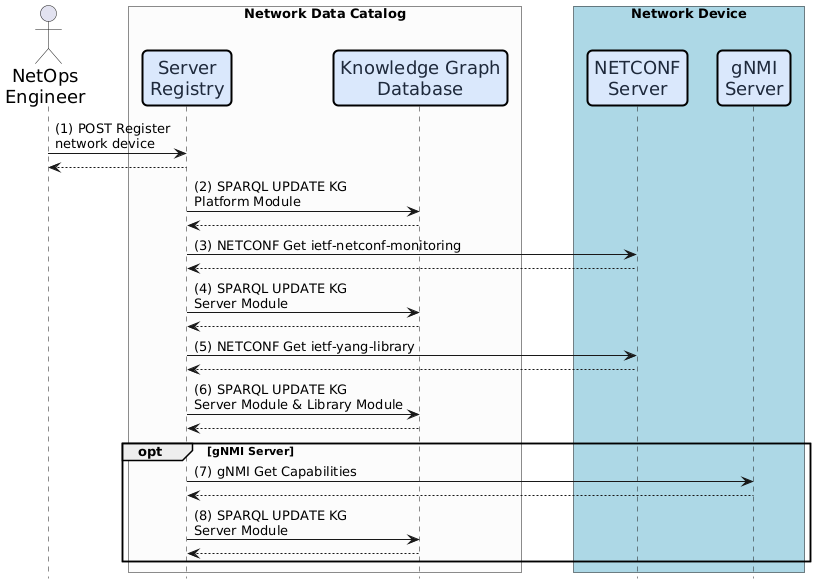 Network Data Catalog
Network Device
NetOps
Engineer
Server
Registry
Knowledge Graph
Database
NETCONF
Server
gNMI
Server
(1) POST Register
network device
(2) SPARQL UPDATE KG
Platform Module
(3) NETCONF Get ietf-netconf-monitoring
(4) SPARQL UPDATE KG
Server Module
(5) NETCONF Get ietf-yang-library
(6) SPARQL UPDATE KG
Server Module & Library Module
opt
[gNMI Server]
(7) gNMI Get Capabilities
(8) SPARQL UPDATE KG
Server Module